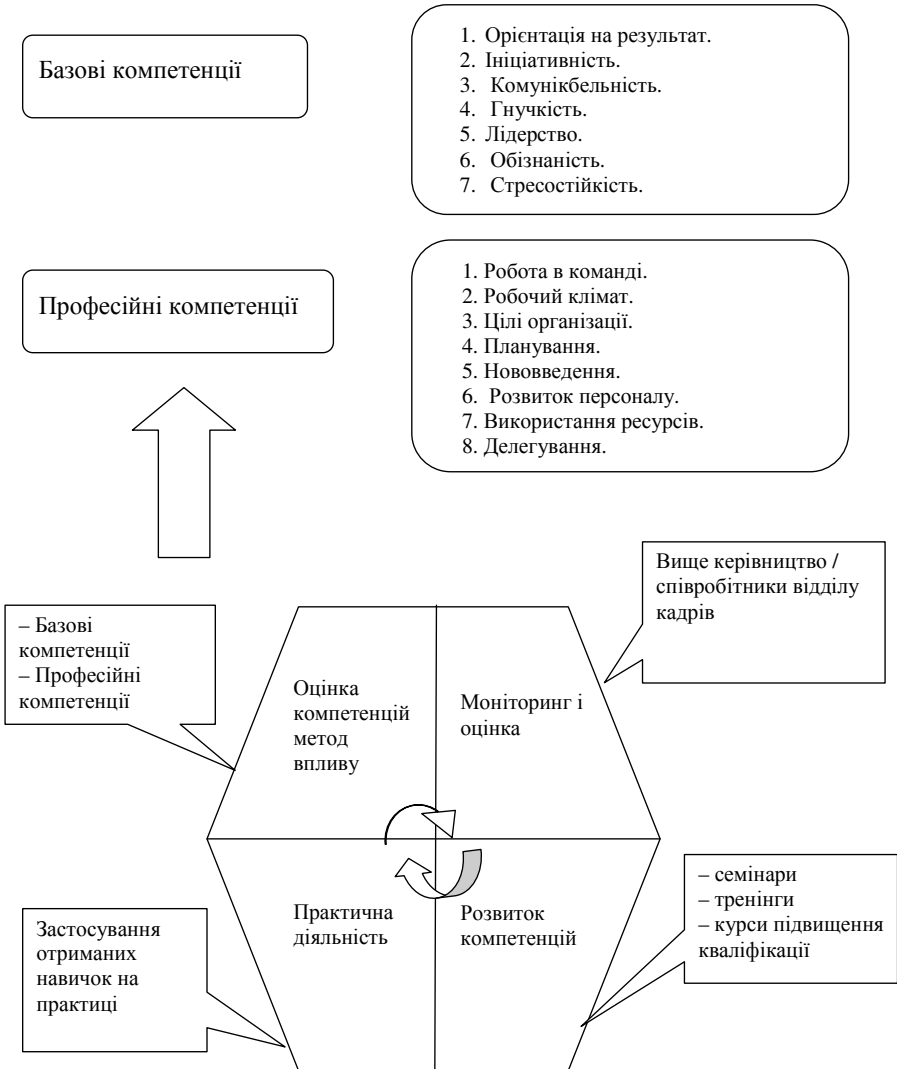 Базові компетенції
1. Орієнтація на результат.
2. Ініціативність.
3. Комунікбельність.
4. Гнучкість.
5. Лідерство.
6. Обізнаність.
7. Стресостійкість.
Професійні компетенції
1. Робота в команді.
2. Робочий клімат.
3. Цілі організації.
4. Планування.
5. Нововведення.
6. Розвиток персоналу.
7. Використання ресурсів.
8. Делегування.
Вище керівництво /
співробітники відділу
кадрів
– Базові
компетенції
– Професійні
компетенції
Оцінка
компетенцій
метод
впливу
Моніторинг і
оцінка
Практична
діяльність
Розвиток
компетенцій
– семінари
– тренінги
– курси підвищення
кваліфікації
Застосування
отриманих
навичок на
практиці